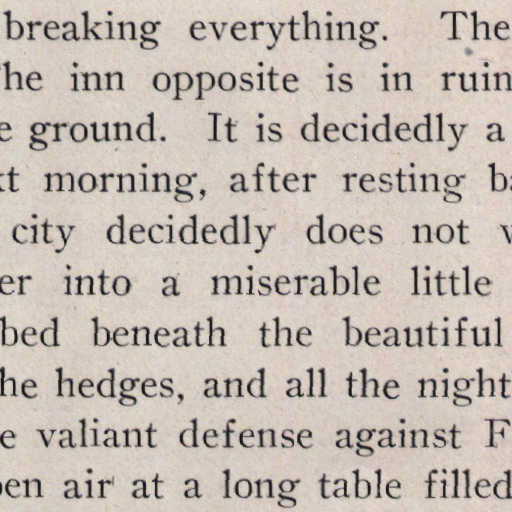 breaking everything. The
he inn opposite is in ruin
e ground. It is decidedly a
t morning, after resting ba
city decidedly does not v
er into a miserable little
bed beneath the beautiful
he hedges, and all the night
e valiant defense against F
en air at a long table filled